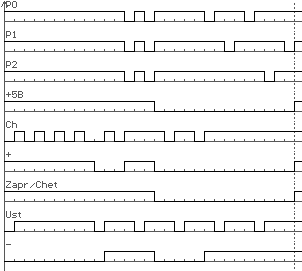 P0
P1
P2
+5B
Ch
+
Zapr/Chet
Ust
-